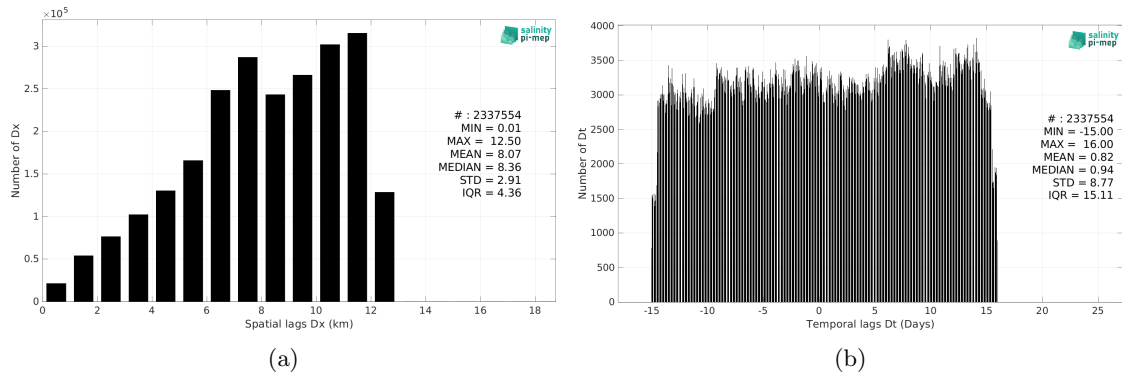 ×10⁵
3
2.5
2
1.5
1
0.5
0
Number of Dx
0 2 4 6 8 10 12 14 16 18
Spatial lags Dx (km)
salinity
pi-mep
# : 2337554
MIN = 0.01
MAX = 12.50
MEAN = 8.07
MEDIAN = 8.36
STD = 2.91
IQR = 4.36
(a)
4000
3500
3000
2500
2000
1500
1000
500
0
Number of Dt
-15 -10 -5 0 5 10 15 20 25
Temporal lags Dt (Days)
salinity
pi-mep
# : 2337554
MIN = -15.00
MAX = 16.00
MEAN = 0.82
MEDIAN = 0.94
STD = 8.77
IQR = 15.11
(b)